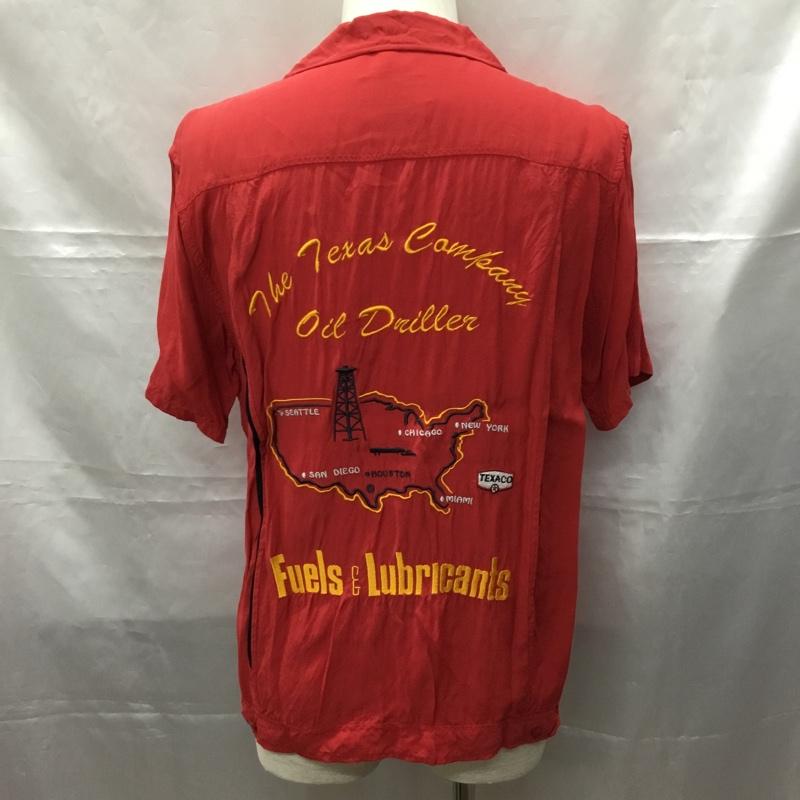 The Texas Company
Oil Driller
SEATTLE
CHICAGO
NEW YORK
SAN DIEGO
HOUSTON
TEXACO
MIAMI
Fuels & Lubricants